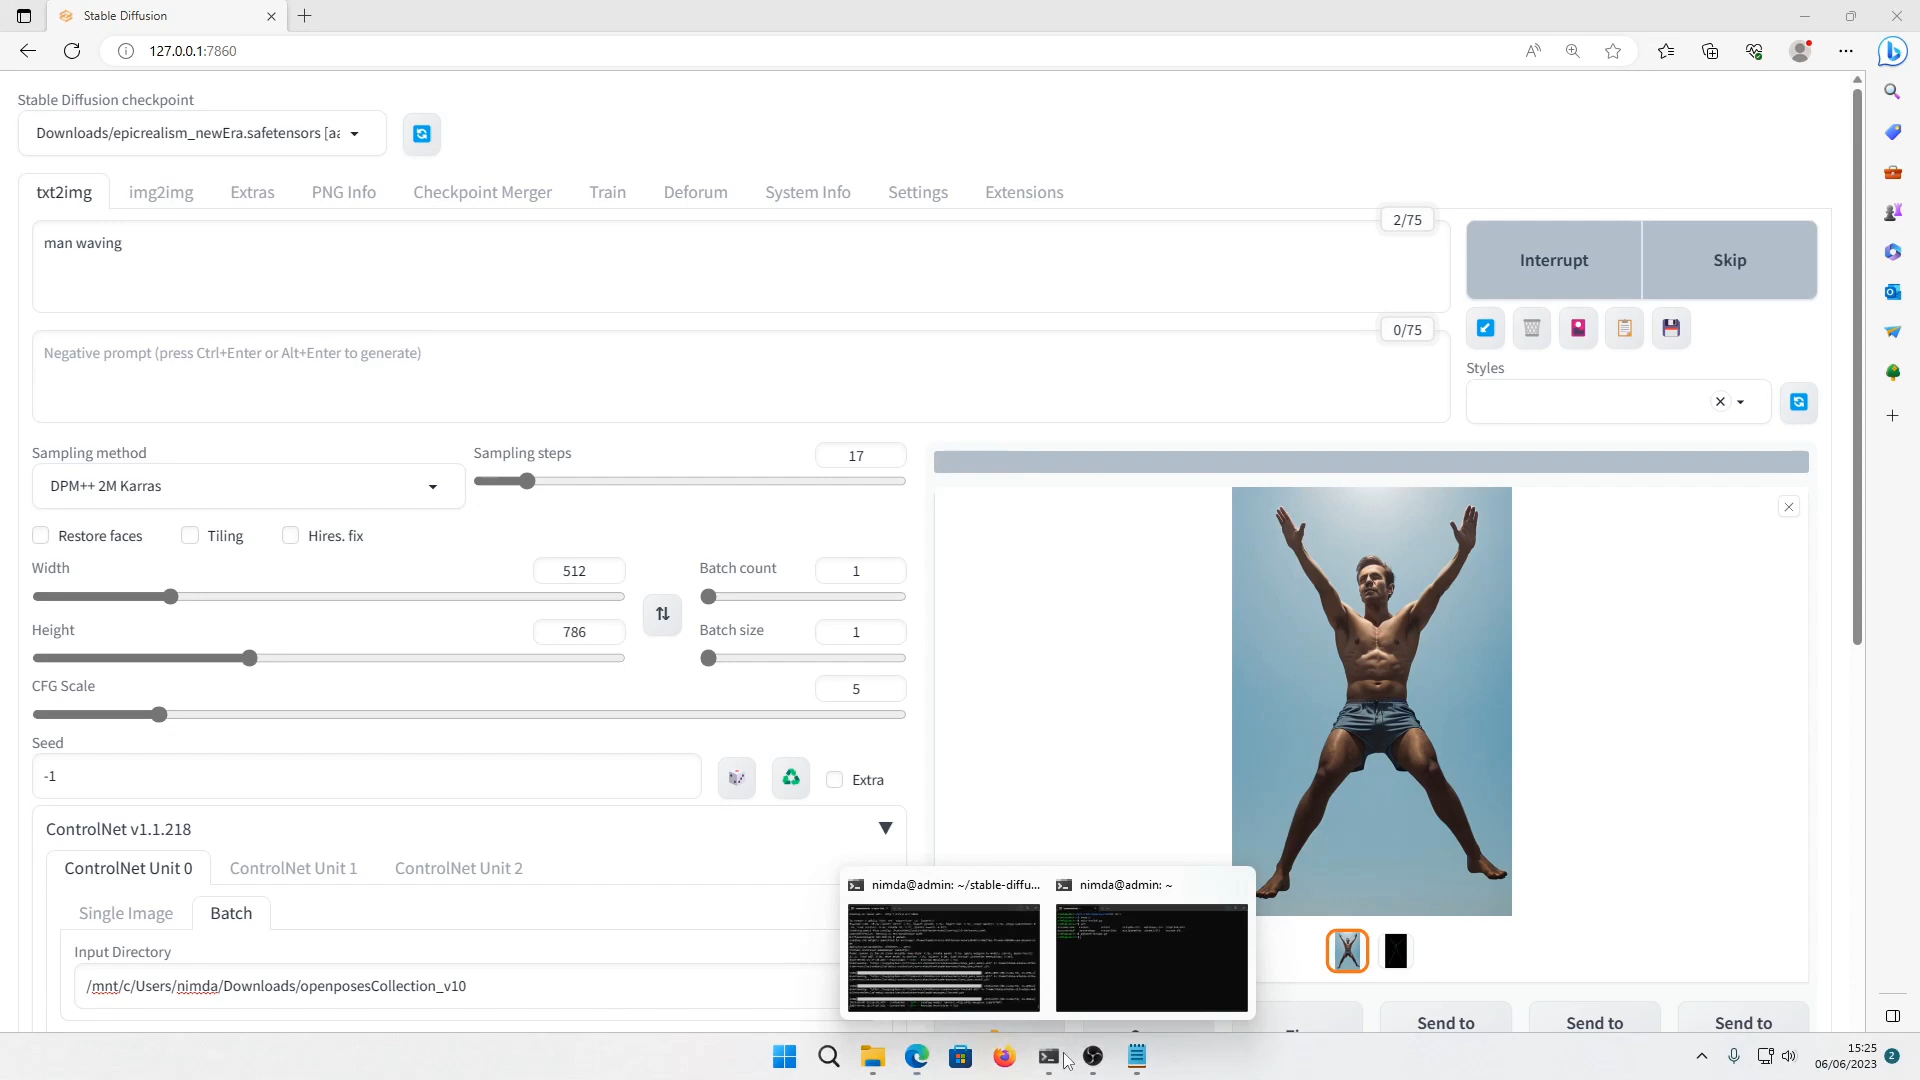 Stable Diffusion
127.0.0.1:7860
Stable Diffusion checkpoint
Downloads/epicrealism_newEra.safetensors [aa
txt2img img2img Extras PNG Info Checkpoint Merger Train Deforum System Info Settings Extensions
2/75
man waving
Interrupt Skip
0/75
Negative prompt (press Ctrl+Enter or Alt+Enter to generate)
Styles
Sampling method
DPM++ 2M Karras
Sampling steps
17
Restore faces Tiling Hires. fix
Width
512
Batch count
1
Height
786
Batch size
1
CFG Scale
5
Seed
-1
Extra
ControlNet v1.1.218
ControlNet Unit 0 ControlNet Unit 1 ControlNet Unit 2
Single Image Batch
Input Directory
/mnt/c/Users/nimda/Downloads/openposesCollection_v10
nimda@admin: ~/stable-diffu...
nimda@admin: ~
Send to Send to Send to
15:25
06/06/2023
2